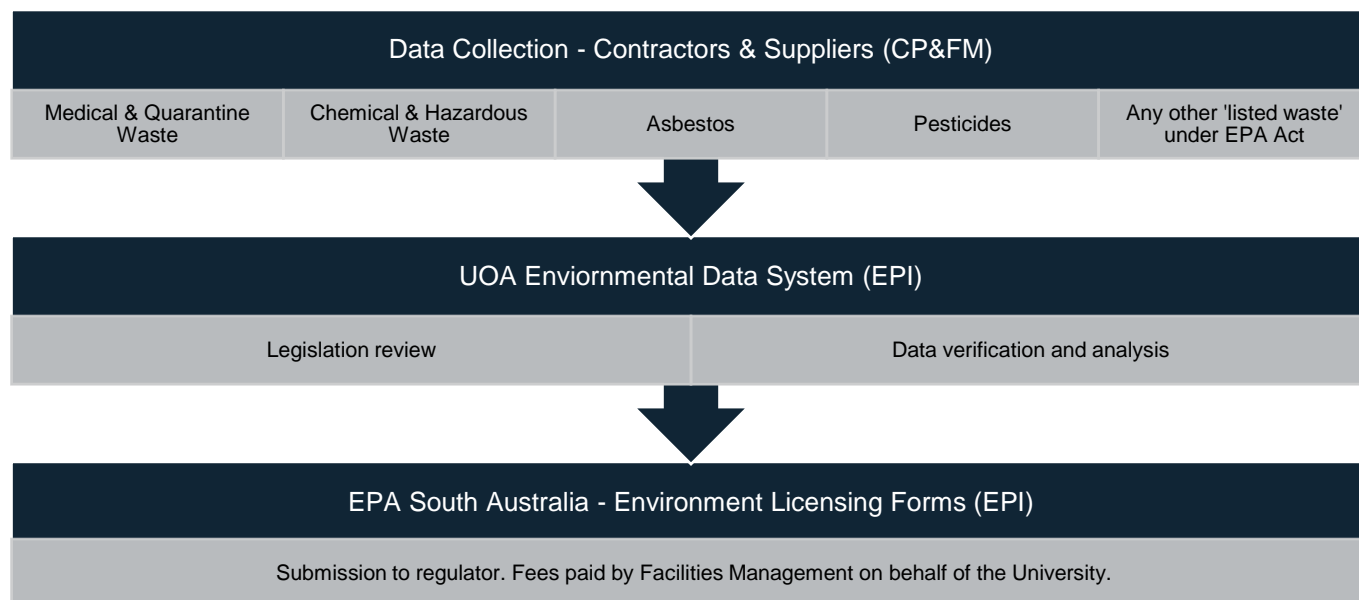 Data Collection - Contractors & Suppliers (CP&FM)
Medical & Quarantine
Waste
Chemical & Hazardous
Waste
Asbestos
Pesticides
Any other 'listed waste'
under EPA Act
UOA Enviornmental Data System (EPI)
Legislation review
Data verification and analysis
EPA South Australia - Environment Licensing Forms (EPI)
Submission to regulator. Fees paid by Facilities Management on behalf of the University.